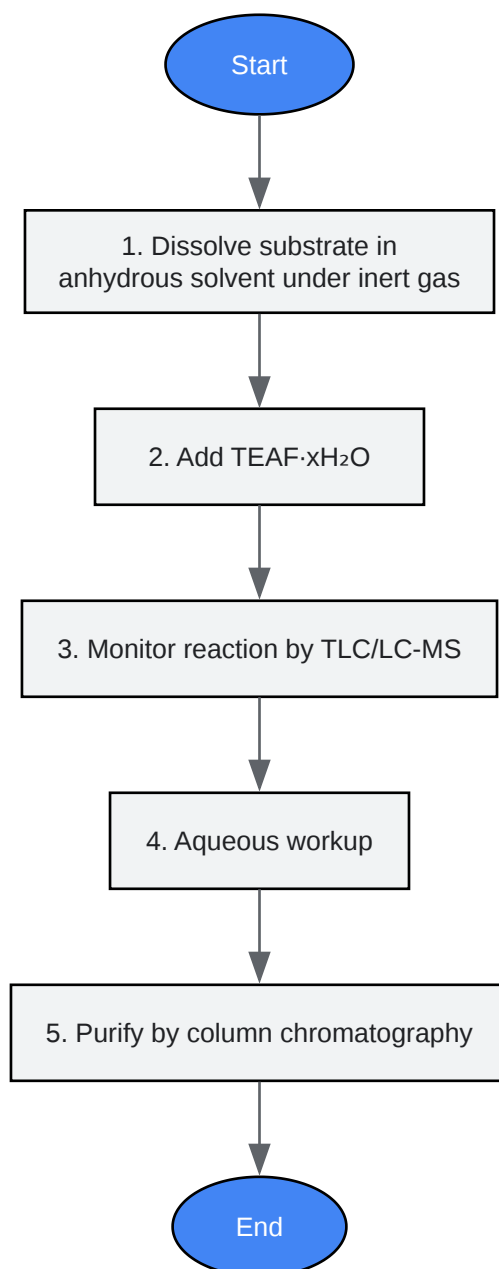 Start
1. Dissolve substrate in
anhydrous solvent under inert gas
2. Add TEAF·xH₂O
3. Monitor reaction by TLC/LC-MS
4. Aqueous workup
5. Purify by column chromatography
End